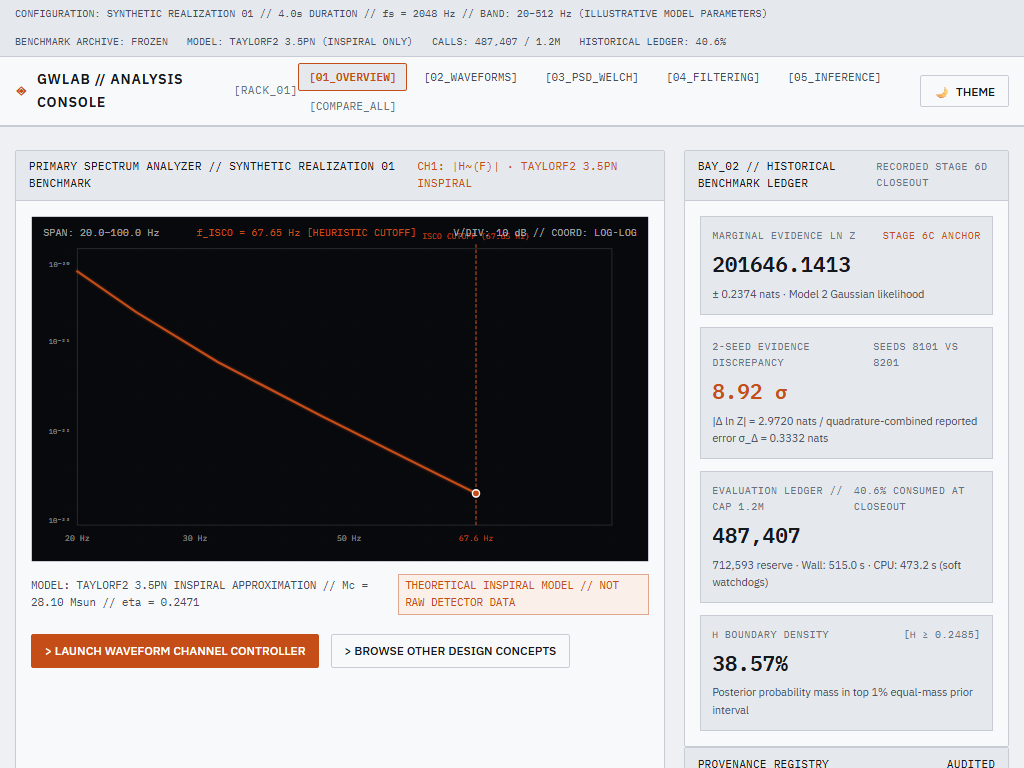 CONFIGURATION: SYNTHETIC REALIZATION 01 // 4.0s DURATION // fs = 2048 Hz // BAND: 20–512 Hz (ILLUSTRATIVE MODEL PARAMETERS)
BENCHMARK ARCHIVE: FROZEN MODEL: TAYLORF2 3.5PN (INSPIRAL ONLY) CALLS: 487,407 / 1.2M HISTORICAL LEDGER: 40.6%
GWLAB // ANALYSIS CONSOLE
[RACK_01]
[01_OVERVIEW] [02_WAVEFORMS] [03_PSD_WELCH] [04_FILTERING] [05_INFERENCE]
[COMPARE_ALL]
THEME
PRIMARY SPECTRUM ANALYZER // SYNTHETIC REALIZATION 01
BENCHMARK
CH1: |H~(F)| · TAYLORF2 3.5PN
INSPIRAL
SPAN: 20.0–100.0 Hz
f_ISCO = 67.65 Hz [HEURISTIC CUTOFF]
V/DIV: 10 dB // COORD: LOG-LOG
ISCO CUTOFF (67.65 Hz)
20 Hz 30 Hz 50 Hz 67.6 Hz
MODEL: TAYLORF2 3.5PN INSPIRAL APPROXIMATION // Mc =
28.10 Msun // eta = 0.2471
THEORETICAL INSPIRAL MODEL // NOT
RAW DETECTOR DATA
> LAUNCH WAVEFORM CHANNEL CONTROLLER
> BROWSE OTHER DESIGN CONCEPTS
BAY_02 // HISTORICAL
BENCHMARK LEDGER
RECORDED STAGE 6D
CLOSEOUT
MARGINAL EVIDENCE LN Z
STAGE 6C ANCHOR
201646.1413
± 0.2374 nats · Model 2 Gaussian likelihood
2-SEED EVIDENCE
DISCREPANCY
SEEDS 8101 VS
8201
8.92 σ
|Δ ln Z| = 2.9720 nats / quadrature-combined reported
error σ_Δ = 0.3332 nats
EVALUATION LEDGER //
CAP 1.2M
40.6% CONSUMED AT
CLOSEOUT
487,407
712,593 reserve · Wall: 515.0 s · CPU: 473.2 s (soft
watchdogs)
H BOUNDARY DENSITY
[H ≥ 0.2485]
38.57%
Posterior probability mass in top 1% equal-mass prior
interval
PROVENANCE REGISTRY
AUDITED